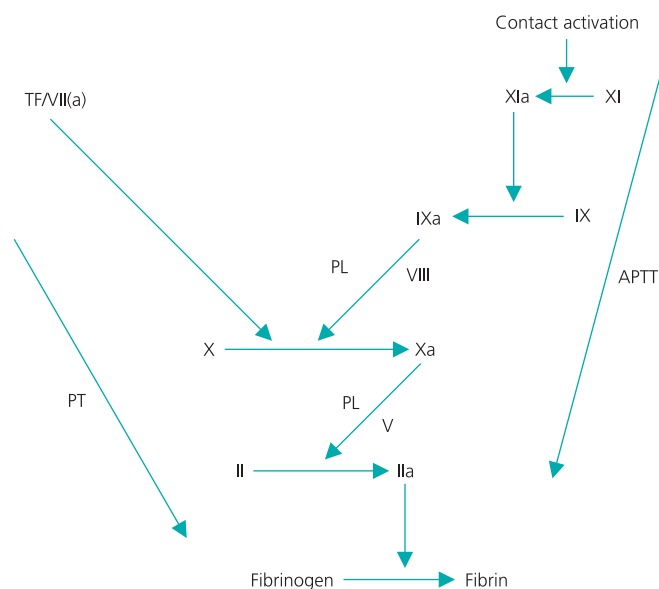 Contact activation
TF/VII(a)
XIa
XI
IXa
IX
PL
VIII
APTT
X
Xa
PT
PL
V
II
IIa
Fibrinogen
Fibrin